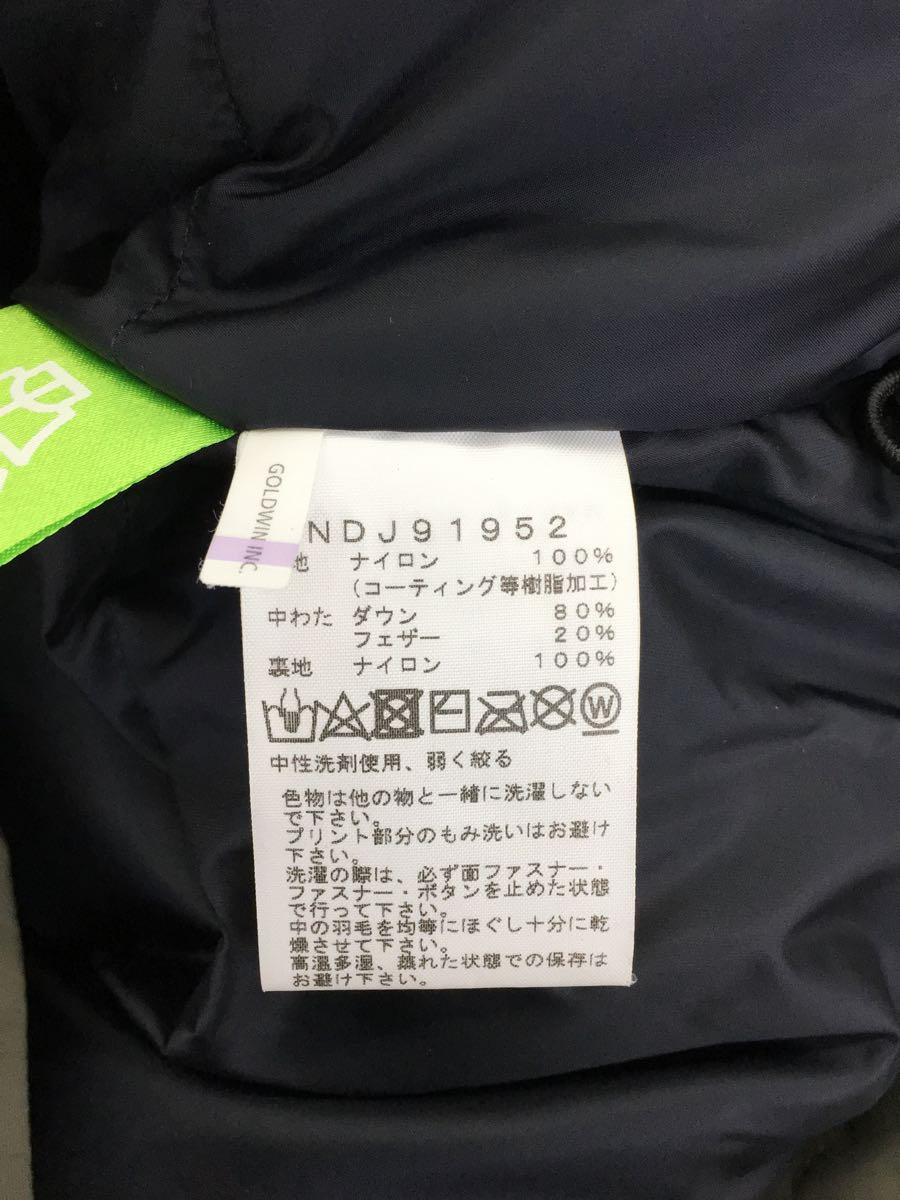 GOLDWIN INC.
NDJ91952
地 ナイロン 100%
(コーティング等樹脂加工)
中わた ダウン 80%
フェザー 20%
裏地 ナイロン 100%
W
中性洗剤使用、弱く絞る
色物は他の物と一緒に洗濯しない
で下さい。
プリント部分のもみ洗いはお避け
下さい。
洗濯の際は、必ず面ファスナー・
ファスナー・ボタンを止めた状態
で行って下さい。
中の羽毛を均等にほぐし十分に乾
燥させて下さい。
高温多湿、蒸れた状態での保存は
お避け下さい。